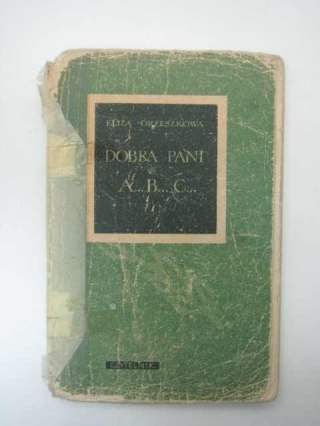 ELIZA ORZESZKOWA
DOBRA PANI
A... B... C...
CZYTELNIK